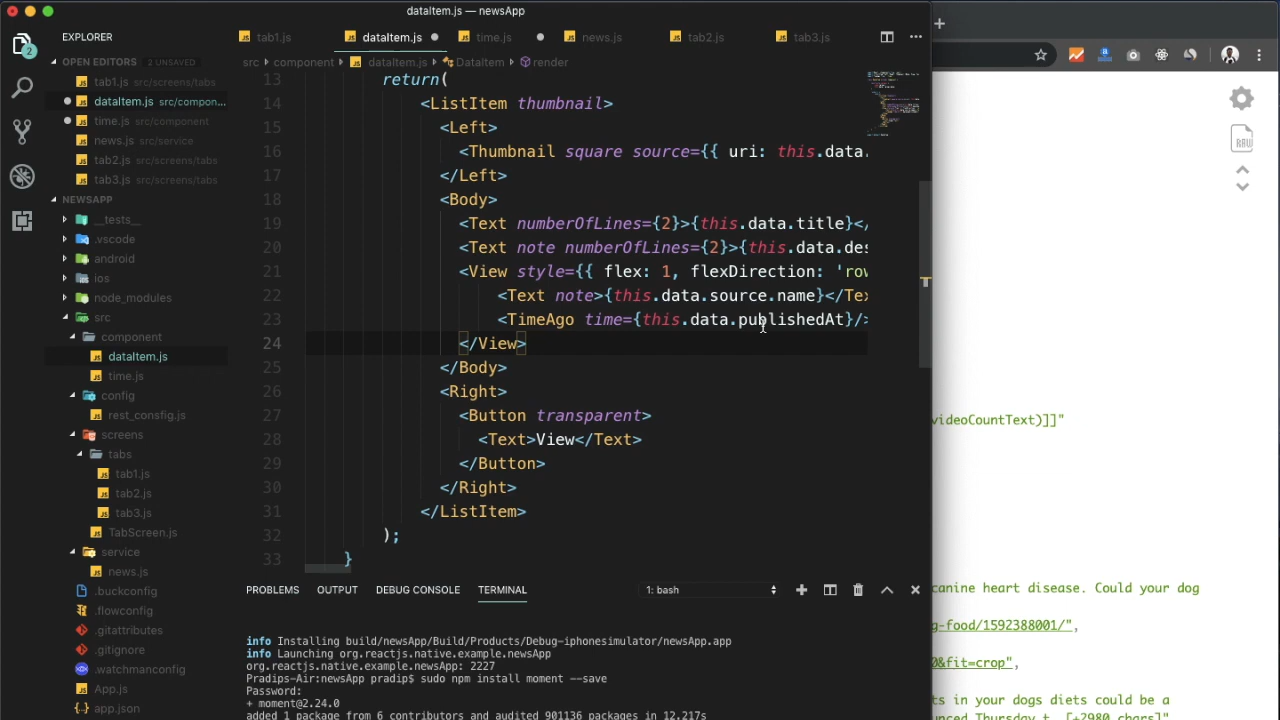 dataItem.js — newsApp
EXPLORER
tab1.js
dataItem.js
time.js
news.js
tab2.js
tab3.js
OPEN EDITORS 2 UNSAVED
src component dataItem.js DataItem render
tab1.js src/screens/tabs
dataItem.js src/compon...
time.js src/component
news.js src/service
tab2.js src/screens/tabs
tab3.js src/screens/tabs
NEWSAPP
__tests__
.vscode
android
ios
node_modules
src
component
dataItem.js
time.js
config
rest_consfig.js
screens
tabs
tab1.js
tab2.js
tab3.js
TabScreen.js
service
news.js
.buckconfig
.flowconfig
.gitattributes
.gitignore
.watchmanconfig
App.js
app.json
13 return(
14 <ListItem thumbnail>
15 <Left>
16 <Thumbnail square source={{ uri: this.data.
17 </Left>
18 <Body>
19 <Text numberOfLines={2}>{this.data.title}</
20 <Text note numberOfLines={2}>{this.data.des
21 <View style={{ flex: 1, flexDirection: 'row
22 <Text note>{this.data.source.name}</Tex
23 <TimeAgo time={this.data.publishedAt}/>
24 </View>
25 </Body>
26 <Right>
27 <Button transparent>
28 <Text>View</Text>
29 </Button>
30 </Right>
31 </ListItem>
32 );
33 }
PROBLEMS OUTPUT DEBUG CONSOLE TERMINAL 1: bash
info Installing build/newsApp/Build/Products/Debug-iphonesimulator/newsApp.app
info Launching org.reactjs.native.example.newsApp
org.reactjs.native.example.newsApp: 2227
Pradips-Air:newsApp pradip$ sudo npm install moment --save
Password:
+ moment@2.24.0
added 1 package from 6 contributors and audited 901136 packages in 12.217s
RAW
videoCountText)]]"
canine heart disease. Could your dog
g-food/1592388001/",
0&fit=crop",
ts in your dogs diets could be a
unced Thursday t… [+2980 chars]"